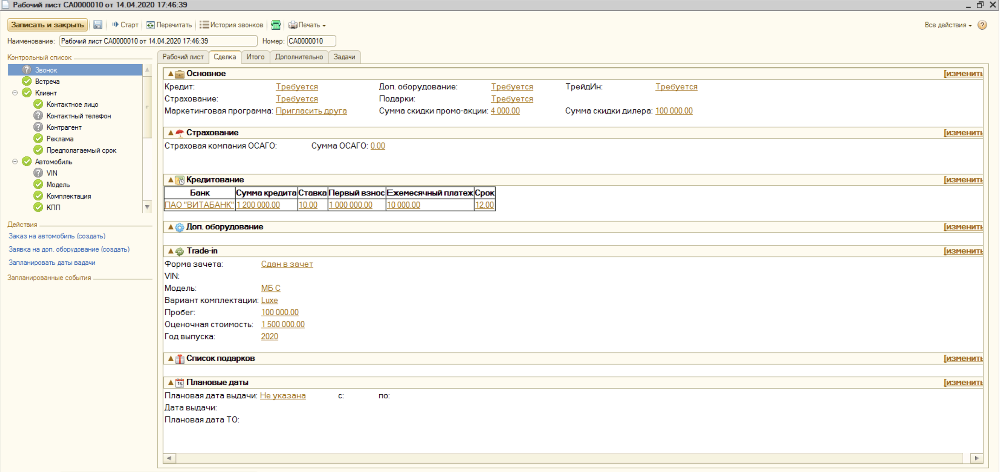 Рабочий лист СА0000010 от 14.04.2020 17:46:39
Записать и закрыть Старт Перечитать История звонков Печать Все действия ?
Наименование: Рабочий лист СА0000010 от 14.04.2020 17:46:39 Номер: СА0000010
Контрольный список
Звонок
Встреча
Клиент
Контактное лицо
Контактный телефон
Контрагент
Реклама
Предполагаемый срок
Автомобиль
VIN
Модель
Комплектация
КПП
Действия
Заказ на автомобиль (создать)
Заявка на доп. оборудование (создать)
Запланировать даты вадачи
Запланированные события
Рабочий лист Сделка Итого Дополнительно Задачи
Основное [изменить
Кредит: Требуется Доп. оборудование: Требуется ТрейдИн: Требуется
Страхование: Требуется Подарки: Требуется
Маркетинговая программа: Пригласить друга Сумма скидки промо-акции: 4 000.00 Сумма скидки дилера: 100 000.00
Страхование [изменить
Страховая компания ОСАГО: Сумма ОСАГО: 0.00
Кредитование [изменить
Банк Сумма кредита Ставка Первый взнос Ежемесячный платеж Срок
ПАО "ВИТАБАНК" 1 200 000.00 10.00 1 000 000.00 10 000.00 12.00
Доп. оборудование [изменить
Trade-in [изменить
Форма зачета: Сдан в зачет
VIN:
Модель: МБ С
Вариант комплектации: Luxe
Пробег: 100 000.00
Оценочная стоимость: 1 500 000.00
Год выпуска: 2020
Список подарков [изменить
15 Плановые даты [изменить
Плановая дата выдачи: Не указана с: по:
Дата выдачи:
Плановая дата ТО: